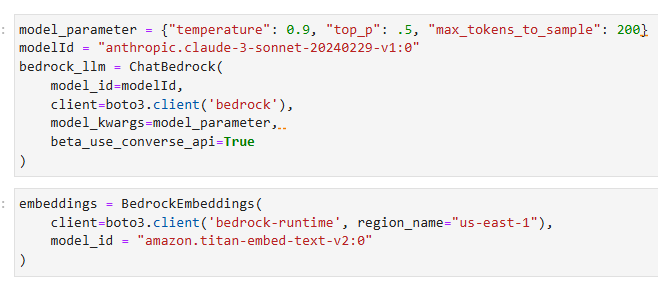 : model_parameter = {"temperature": 0.9, "top_p": .5, "max_tokens_to_sample": 200}
modelId = "anthropic.claude-3-sonnet-20240229-v1:0"
bedrock_llm = ChatBedrock(
    model_id=modelId,
    client=boto3.client('bedrock'),
    model_kwargs=model_parameter,
    beta_use_converse_api=True
)
: embeddings = BedrockEmbeddings(
    client=boto3.client('bedrock-runtime', region_name="us-east-1"),
    model_id = "amazon.titan-embed-text-v2:0"
)